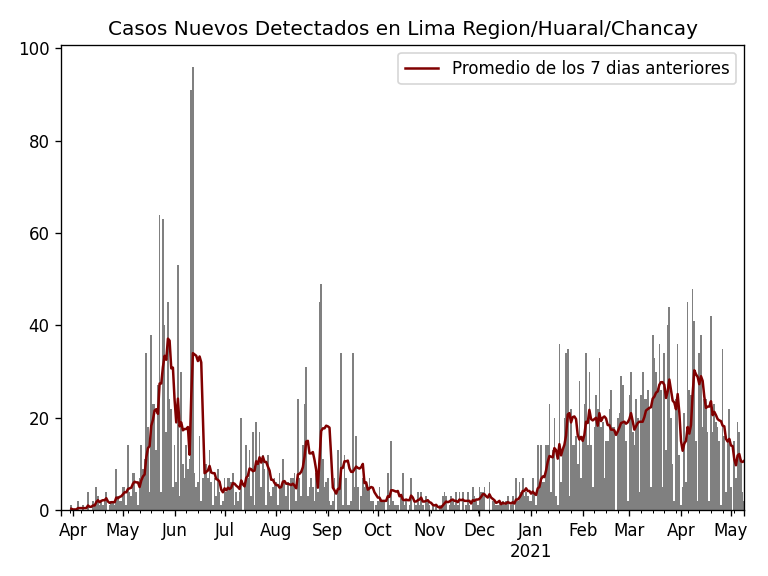 Casos Nuevos Detectados en Lima Region/Huaral/Chancay
Promedio de los 7 dias anteriores
100
80
60
40
20
0
Apr May Jun Jul Aug Sep Oct Nov Dec Jan Feb Mar Apr May
2021